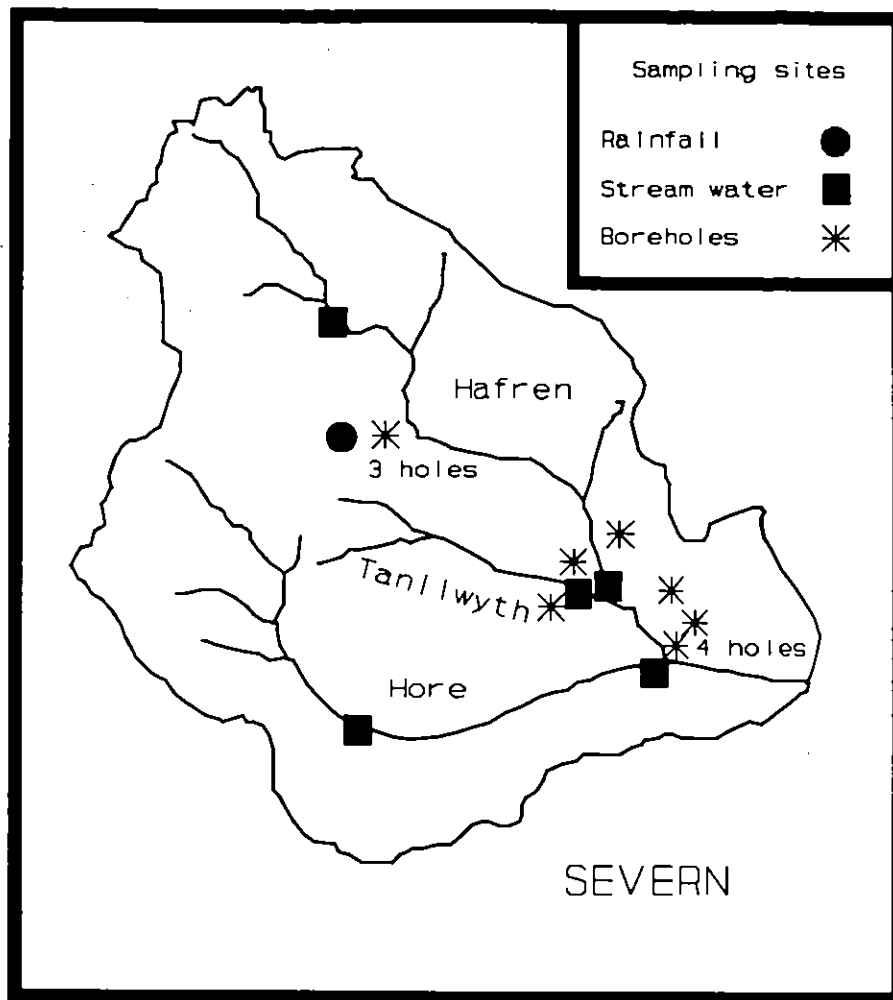 Sampling sites
Rainfall
Stream water
Boreholes
Hafren
3 holes
Tanllwyth
4 holes
Hore
SEVERN